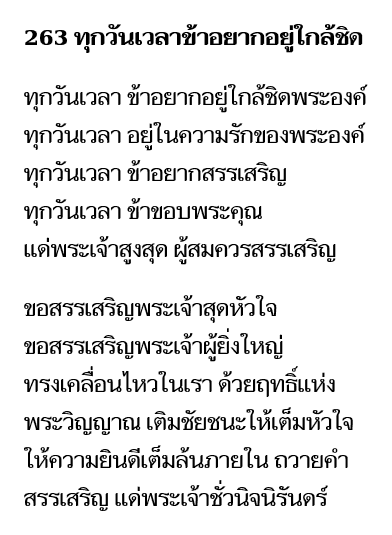 263 ทุกวันเวลาข้าอยากอยู่ใกล้ชิด
ทุกวันเวลา ข้าอยากอยู่ใกล้ชิดพระองค์
ทุกวันเวลา อยู่ในความรักของพระองค์
ทุกวันเวลา ข้าอยากสรรเสริญ
ทุกวันเวลา ข้าขอบพระคุณ
แด่พระเจ้าสูงสุด ผู้สมควรสรรเสริญ
ขอสรรเสริญพระเจ้าสุดหัวใจ
ขอสรรเสริญพระเจ้าผู้ยิ่งใหญ่
ทรงเคลื่อนไหวในเรา ด้วยฤทธิ์แห่ง
พระวิญญาณ เติมชัยชนะให้เต็มหัวใจ
ให้ความยินดีเต็มล้นภายใน ถวายคำ
สรรเสริญ แด่พระเจ้าชั่วนิจนิรันดร์